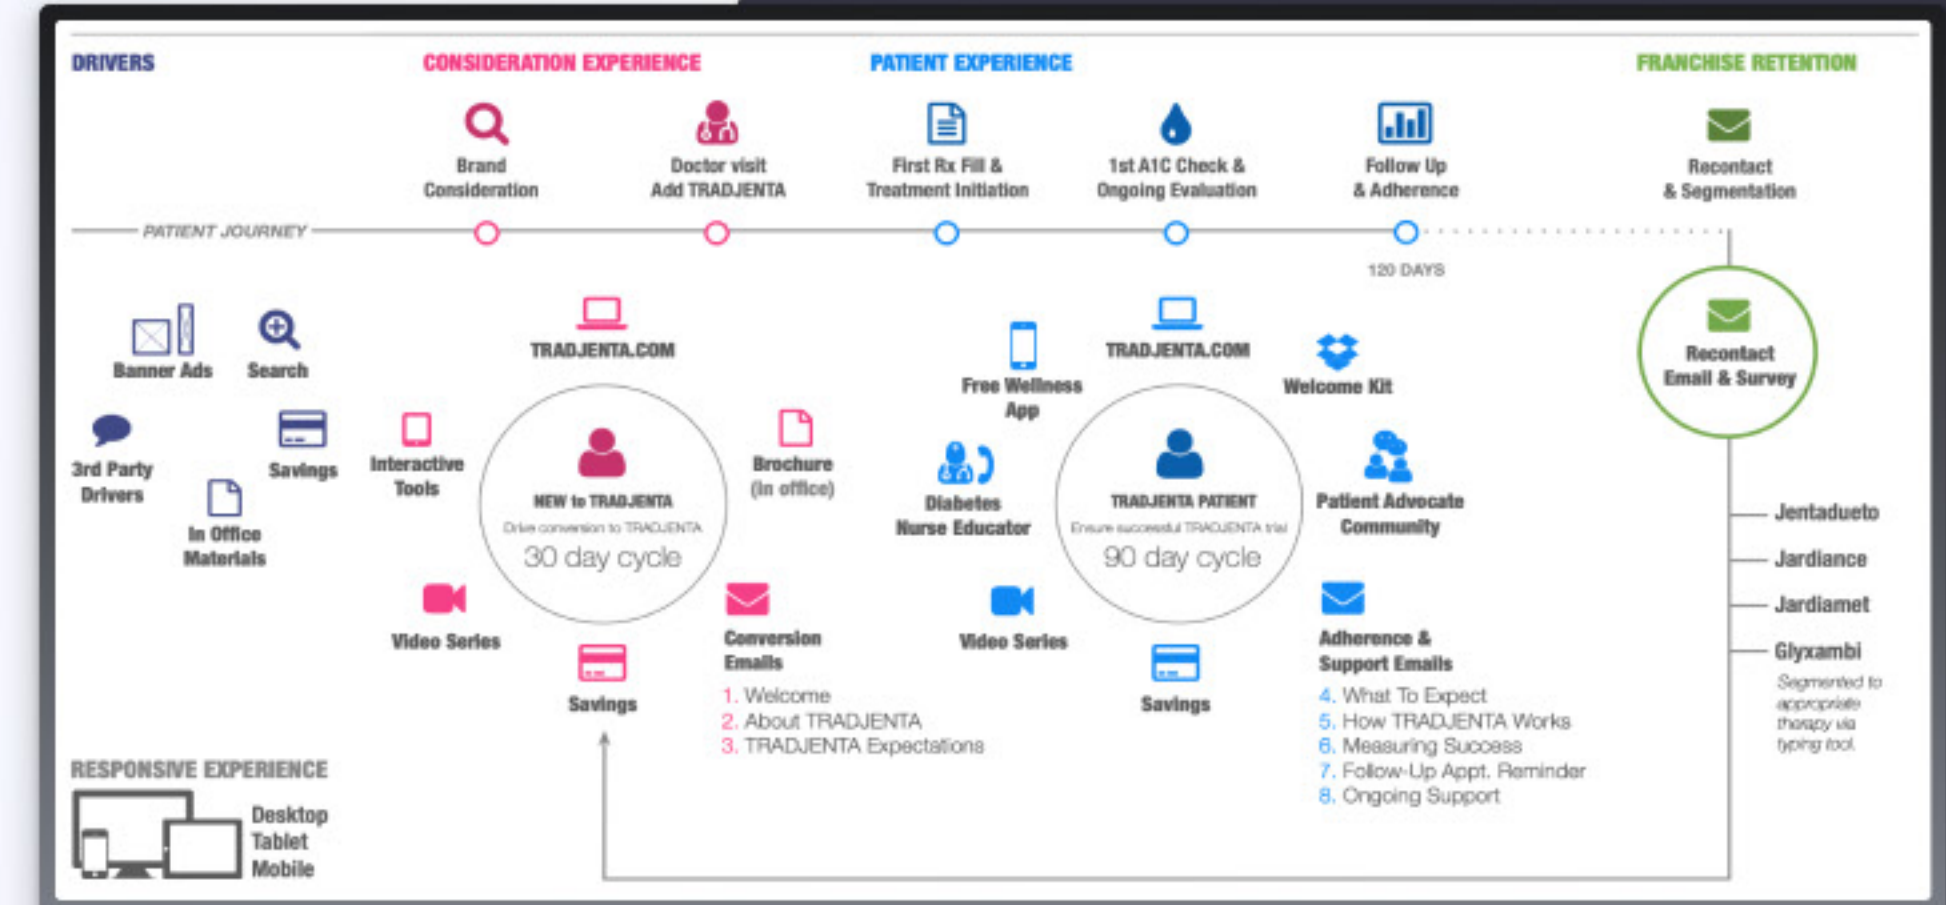 DRIVERS
CONSIDERATION EXPERIENCE
PATIENT EXPERIENCE
FRANCHISE RETENTION
Brand
Consideration
Doctor visit
Add TRADJENTA
First Rx Fill &
Treatment Initiation
1st A1C Check &
Ongoing Evaluation
Follow Up
& Adherence
Recontact
& Segmentation
PATIENT JOURNEY
120 DAYS
Banner Ads
Search
3rd Party
Drivers
Savings
In Office
Materials
TRADJENTA.COM
Interactive
Tools
NEW to TRADJENTA
Drive conversion to TRADJENTA
30 day cycle
Brochure
(in office)
Video Series
Savings
Conversion
Emails
1. Welcome
2. About TRADJENTA
3. TRADJENTA Expectations
TRADJENTA.COM
Free Wellness
App
Welcome Kit
Diabetes
Nurse Educator
TRADJENTA PATIENT
Ensure successful TRADJENTA trial
90 day cycle
Patient Advocate
Community
Video Series
Savings
Adherence &
Support Emails
4. What To Expect
5. How TRADJENTA Works
6. Measuring Success
7. Follow-Up Appt. Reminder
8. Ongoing Support
Recontact
Email & Survey
Jentadueto
Jardiance
Jardiamet
Glyxambi
Segmented to
appropriate
therapy via
typing tool.
RESPONSIVE EXPERIENCE
Desktop
Tablet
Mobile